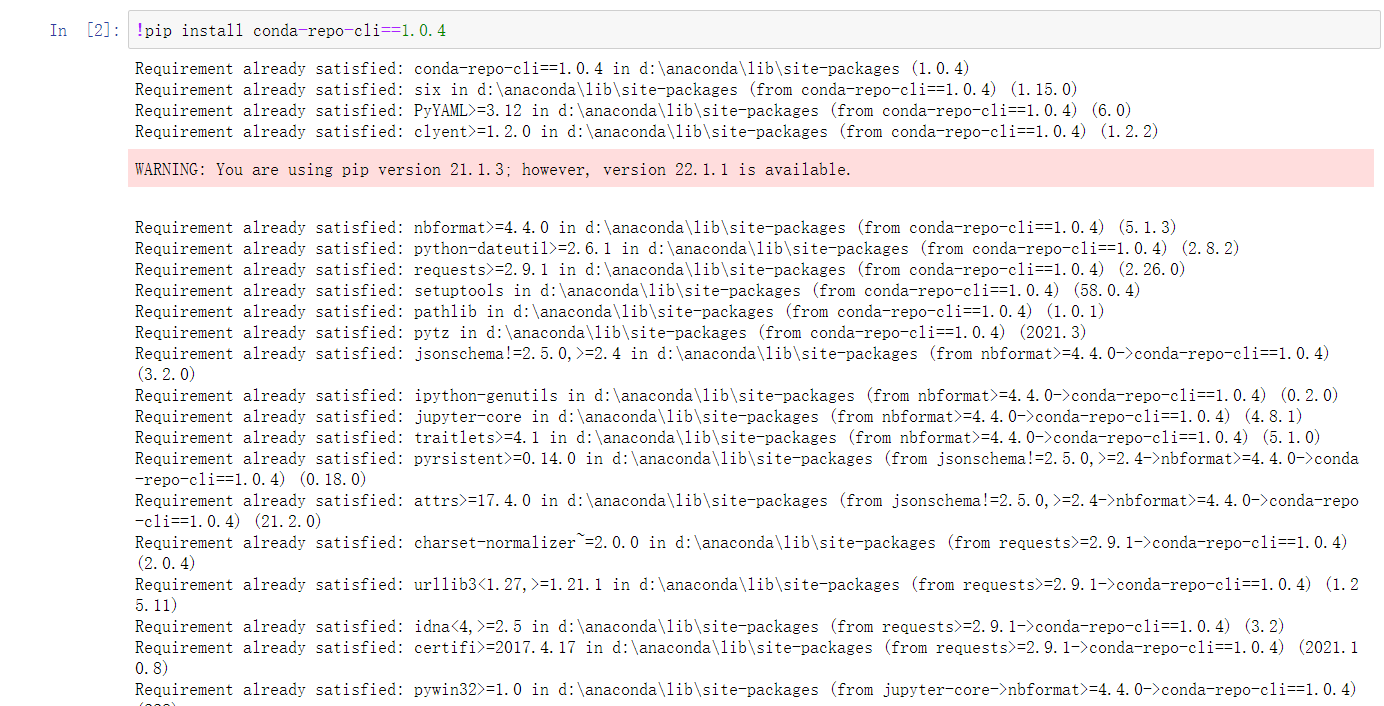 In [2]: !pip install conda-repo-cli==1.0.4
Requirement already satisfied: conda-repo-cli==1.0.4 in d:\anaconda\lib\site-packages (1.0.4)
Requirement already satisfied: six in d:\anaconda\lib\site-packages (from conda-repo-cli==1.0.4) (1.15.0)
Requirement already satisfied: PyYAML>=3.12 in d:\anaconda\lib\site-packages (from conda-repo-cli==1.0.4) (6.0)
Requirement already satisfied: clyent>=1.2.0 in d:\anaconda\lib\site-packages (from conda-repo-cli==1.0.4) (1.2.2)
WARNING: You are using pip version 21.1.3; however, version 22.1.1 is available.
Requirement already satisfied: nbformat>=4.4.0 in d:\anaconda\lib\site-packages (from conda-repo-cli==1.0.4) (5.1.3)
Requirement already satisfied: python-dateutil>=2.6.1 in d:\anaconda\lib\site-packages (from conda-repo-cli==1.0.4) (2.8.2)
Requirement already satisfied: requests>=2.9.1 in d:\anaconda\lib\site-packages (from conda-repo-cli==1.0.4) (2.26.0)
Requirement already satisfied: setuptools in d:\anaconda\lib\site-packages (from conda-repo-cli==1.0.4) (58.0.4)
Requirement already satisfied: pathlib in d:\anaconda\lib\site-packages (from conda-repo-cli==1.0.4) (1.0.1)
Requirement already satisfied: pytz in d:\anaconda\lib\site-packages (from conda-repo-cli==1.0.4) (2021.3)
Requirement already satisfied: jsonschema!=2.5.0,>=2.4 in d:\anaconda\lib\site-packages (from nbformat>=4.4.0->conda-repo-cli==1.0.4)
(3.2.0)
Requirement already satisfied: ipython-genutils in d:\anaconda\lib\site-packages (from nbformat>=4.4.0->conda-repo-cli==1.0.4) (0.2.0)
Requirement already satisfied: jupyter-core in d:\anaconda\lib\site-packages (from nbformat>=4.4.0->conda-repo-cli==1.0.4) (4.8.1)
Requirement already satisfied: traitlets>=4.1 in d:\anaconda\lib\site-packages (from nbformat>=4.4.0->conda-repo-cli==1.0.4) (5.1.0)
Requirement already satisfied: pyrsistent>=0.14.0 in d:\anaconda\lib\site-packages (from jsonschema!=2.5.0,>=2.4->nbformat>=4.4.0->conda
-repo-cli==1.0.4) (0.18.0)
Requirement already satisfied: attrs>=17.4.0 in d:\anaconda\lib\site-packages (from jsonschema!=2.5.0,>=2.4->nbformat>=4.4.0->conda-repo
-cli==1.0.4) (21.2.0)
Requirement already satisfied: charset-normalizer~=2.0.0 in d:\anaconda\lib\site-packages (from requests>=2.9.1->conda-repo-cli==1.0.4)
(2.0.4)
Requirement already satisfied: urllib3<1.27,>=1.21.1 in d:\anaconda\lib\site-packages (from requests>=2.9.1->conda-repo-cli==1.0.4) (1.2
5.11)
Requirement already satisfied: idna<4,>=2.5 in d:\anaconda\lib\site-packages (from requests>=2.9.1->conda-repo-cli==1.0.4) (3.2)
Requirement already satisfied: certifi>=2017.4.17 in d:\anaconda\lib\site-packages (from requests>=2.9.1->conda-repo-cli==1.0.4) (2021.1
0.8)
Requirement already satisfied: pywin32>=1.0 in d:\anaconda\lib\site-packages (from jupyter-core->nbformat>=4.4.0->conda-repo-cli==1.0.4)